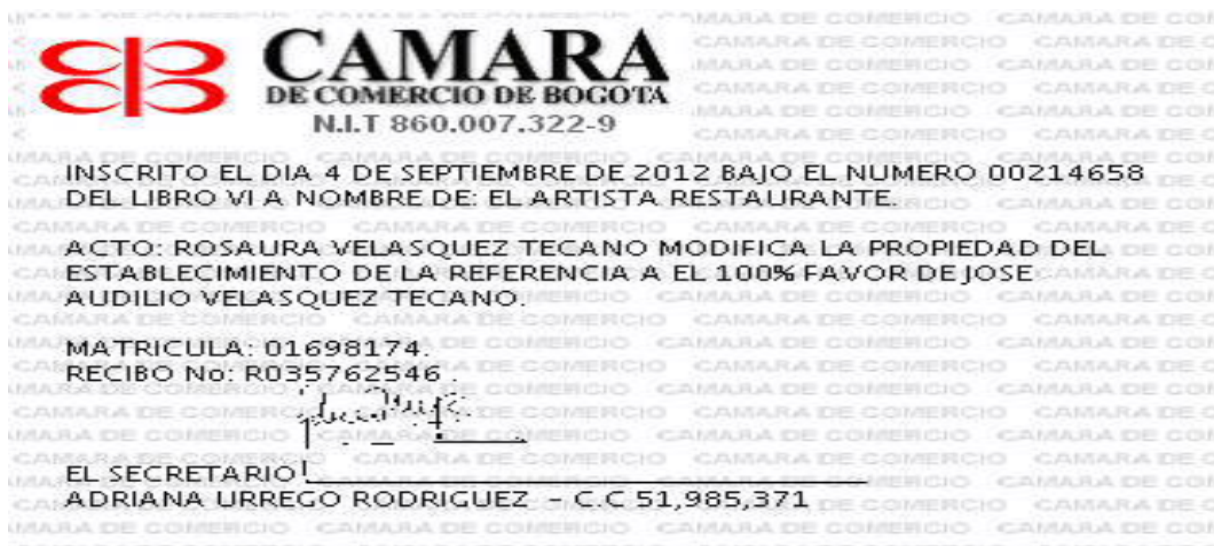 CAMARA
DE COMERCIO DE BOGOTA
N.I.T 860.007.322-9
INSCRITO EL DIA 4 DE SEPTIEMBRE DE 2012 BAJO EL NUMERO 00214658
DEL LIBRO VI A NOMBRE DE: EL ARTISTA RESTAURANTE.
ACTO: ROSAURA VELASQUEZ TECANO MODIFICA LA PROPIEDAD DEL
ESTABLECIMIENTO DE LA REFERENCIA A EL 100% FAVOR DE JOSE
AUDILIO VELASQUEZ TECANO.
MATRICULA: 01698174.
RECIBO No: R035762546 .
EL SECRETARIO
ADRIANA URREGO RODRIGUEZ - C.C.51,985,371